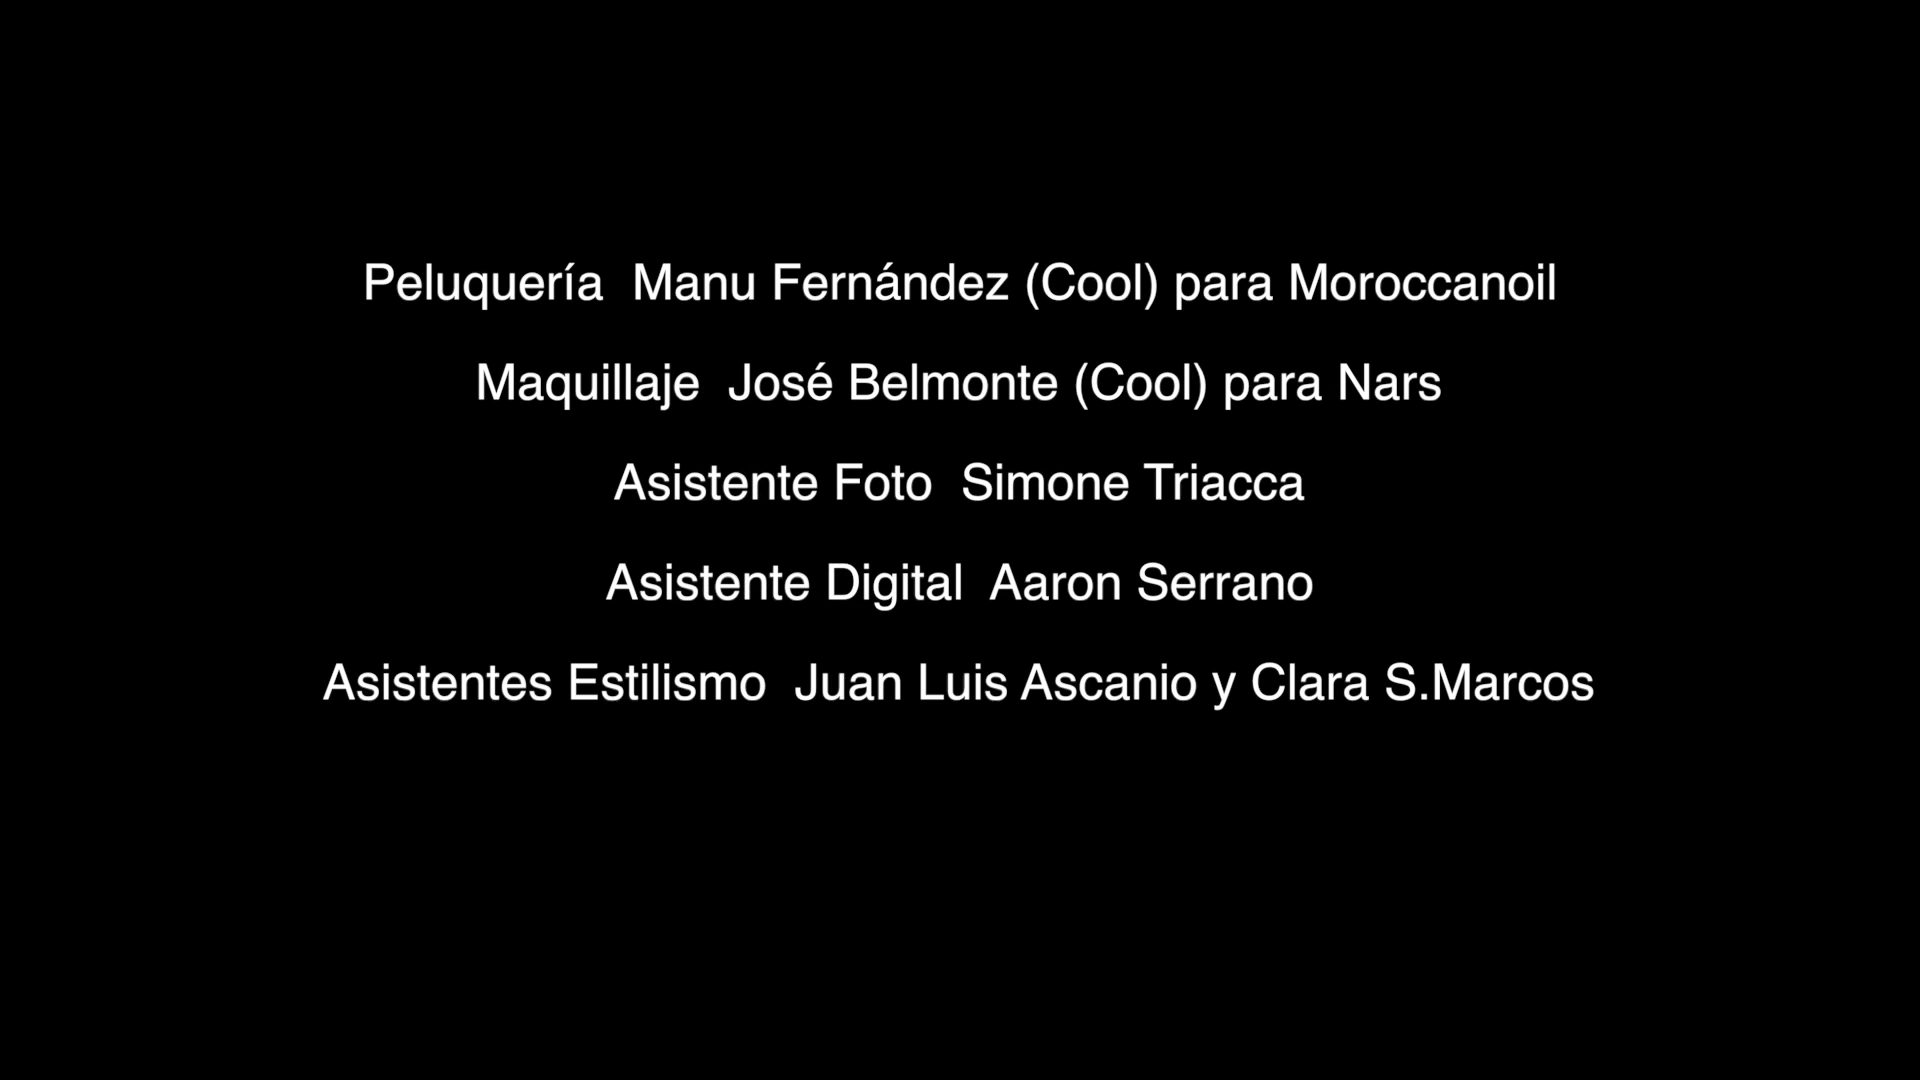 Peluquería  Manu Fernández (Cool) para Moroccanoil
Maquillaje  José Belmonte (Cool) para Nars
Asistente Foto  Simone Triacca
Asistente Digital  Aaron Serrano
Asistentes Estilismo  Juan Luis Ascanio y Clara S.Marcos